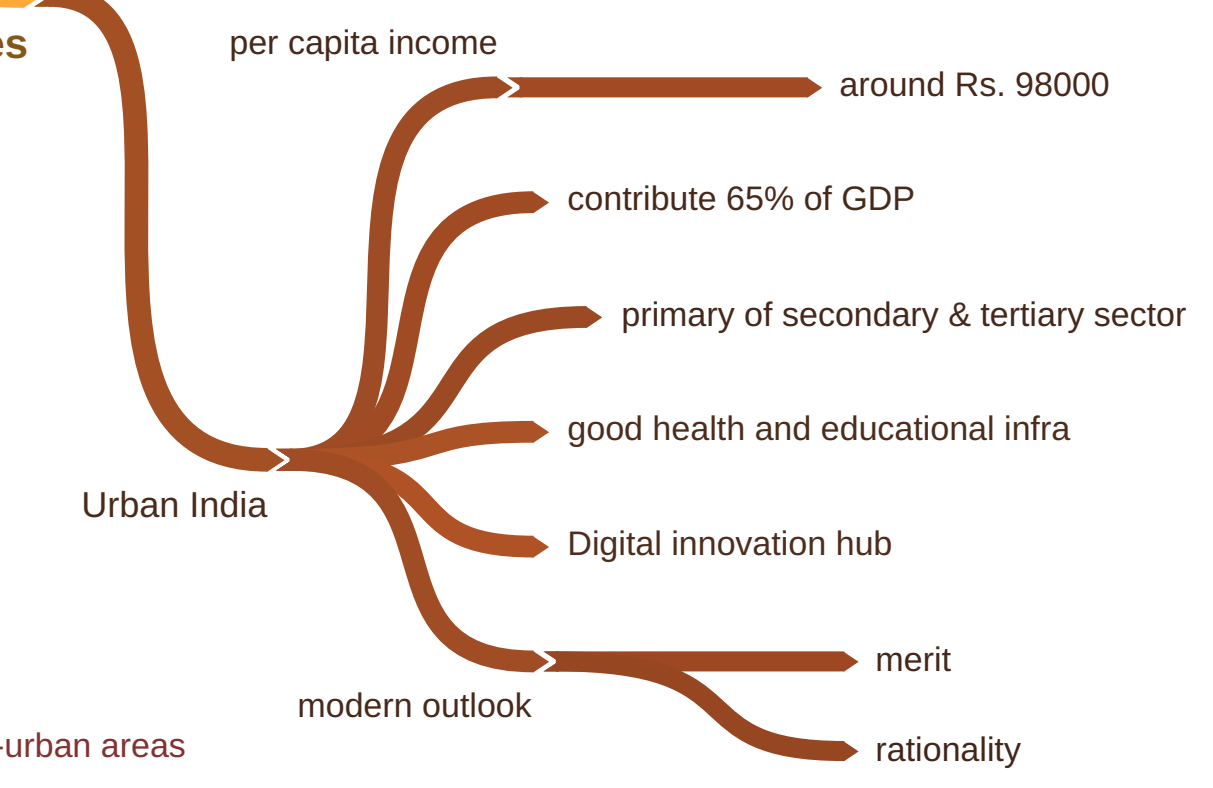 es
per capita income
around Rs. 98000
contribute 65% of GDP
primary of secondary & tertiary sector
good health and educational infra
Urban India
Digital innovation hub
merit
modern outlook
-urban areas
rationality